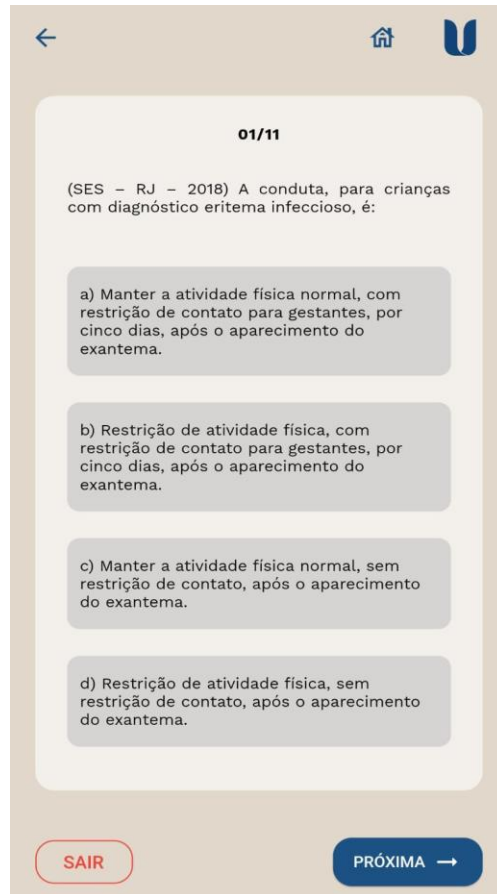 01/11
(SES – RJ – 2018) A conduta, para crianças
com diagnóstico eritema infeccioso, é:
a) Manter a atividade física normal, com
restrição de contato para gestantes, por
cinco dias, após o aparecimento do
exantema.
b) Restrição de atividade física, com
restrição de contato para gestantes, por
cinco dias, após o aparecimento do
exantema.
c) Manter a atividade física normal, sem
restrição de contato, após o aparecimento
do exantema.
d) Restrição de atividade física, sem
restrição de contato, após o aparecimento
do exantema.
SAIR
PRÓXIMA →